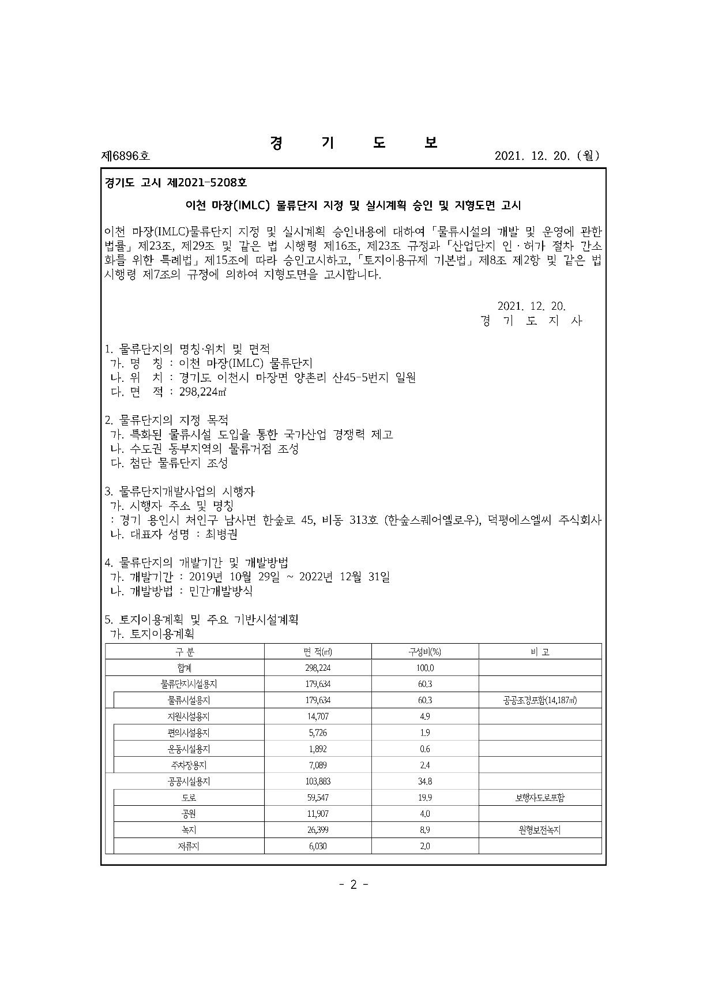 경 기 도 보
제6896호 2021. 12. 20. (월)
경기도 고시 제2021-5208호
이천 마장(IMLC) 물류단지 지정 및 실시계획 승인 및 지형도면 고시
이천 마장(IMLC)물류단지 지정 및 실시계획 승인내용에 대하여 「물류시설의 개발 및 운영에 관한
법률」 제23조, 제29조 및 같은 법 시행령 제16조, 제23조 규정과 「산업단지 인·허가 절차 간소
화를 위한 특례법」 제15조에 따라 승인고시하고, 「토지이용규제 기본법」 제8조 제2항 및 같은 법
시행령 제7조의 규정에 의하여 지형도면을 고시합니다.
2021. 12. 20.
경 기 도 지 사
1. 물류단지의 명칭·위치 및 면적
가. 명 칭 : 이천 마장(IMLC) 물류단지
나. 위 치 : 경기도 이천시 마장면 양촌리 산45-5번지 일원
다. 면 적 : 298,224㎡
2. 물류단지의 지정 목적
가. 특화된 물류시설 도입을 통한 국가산업 경쟁력 제고
나. 수도권 동부지역의 물류거점 조성
다. 첨단 물류단지 조성
3. 물류단지개발사업의 시행자
가. 시행자 주소 및 명칭
: 경기 용인시 처인구 남사면 한숲로 45, 비동 313호 (한숲스퀘어옐로우), 덕평에스엘씨 주식회사
나. 대표자 성명 : 최병권
4. 물류단지의 개발기간 및 개발방법
가. 개발기간 : 2019년 10월 29일 ~ 2022년 12월 31일
나. 개발방법 : 민간개발방식
5. 토지이용계획 및 주요 기반시설계획
가. 토지이용계획
구 분 면 적(㎡) 구성비(%) 비 고
합계 298,224 100.0
물류단지시설용지 179,634 60.3
물류시설용지 179,634 60.3 공공조경포함(14,187㎡)
지원시설용지 14,707 4.9
편의시설용지 5,726 1.9
운동시설용지 1,892 0.6
주차장용지 7,089 2.4
공공시설용지 103,883 34.8
도로 59,547 19.9 보행자도로포함
공원 11,907 4.0
녹지 26,399 8.9 원형보전녹지
저류지 6,030 2.0
- 2 -